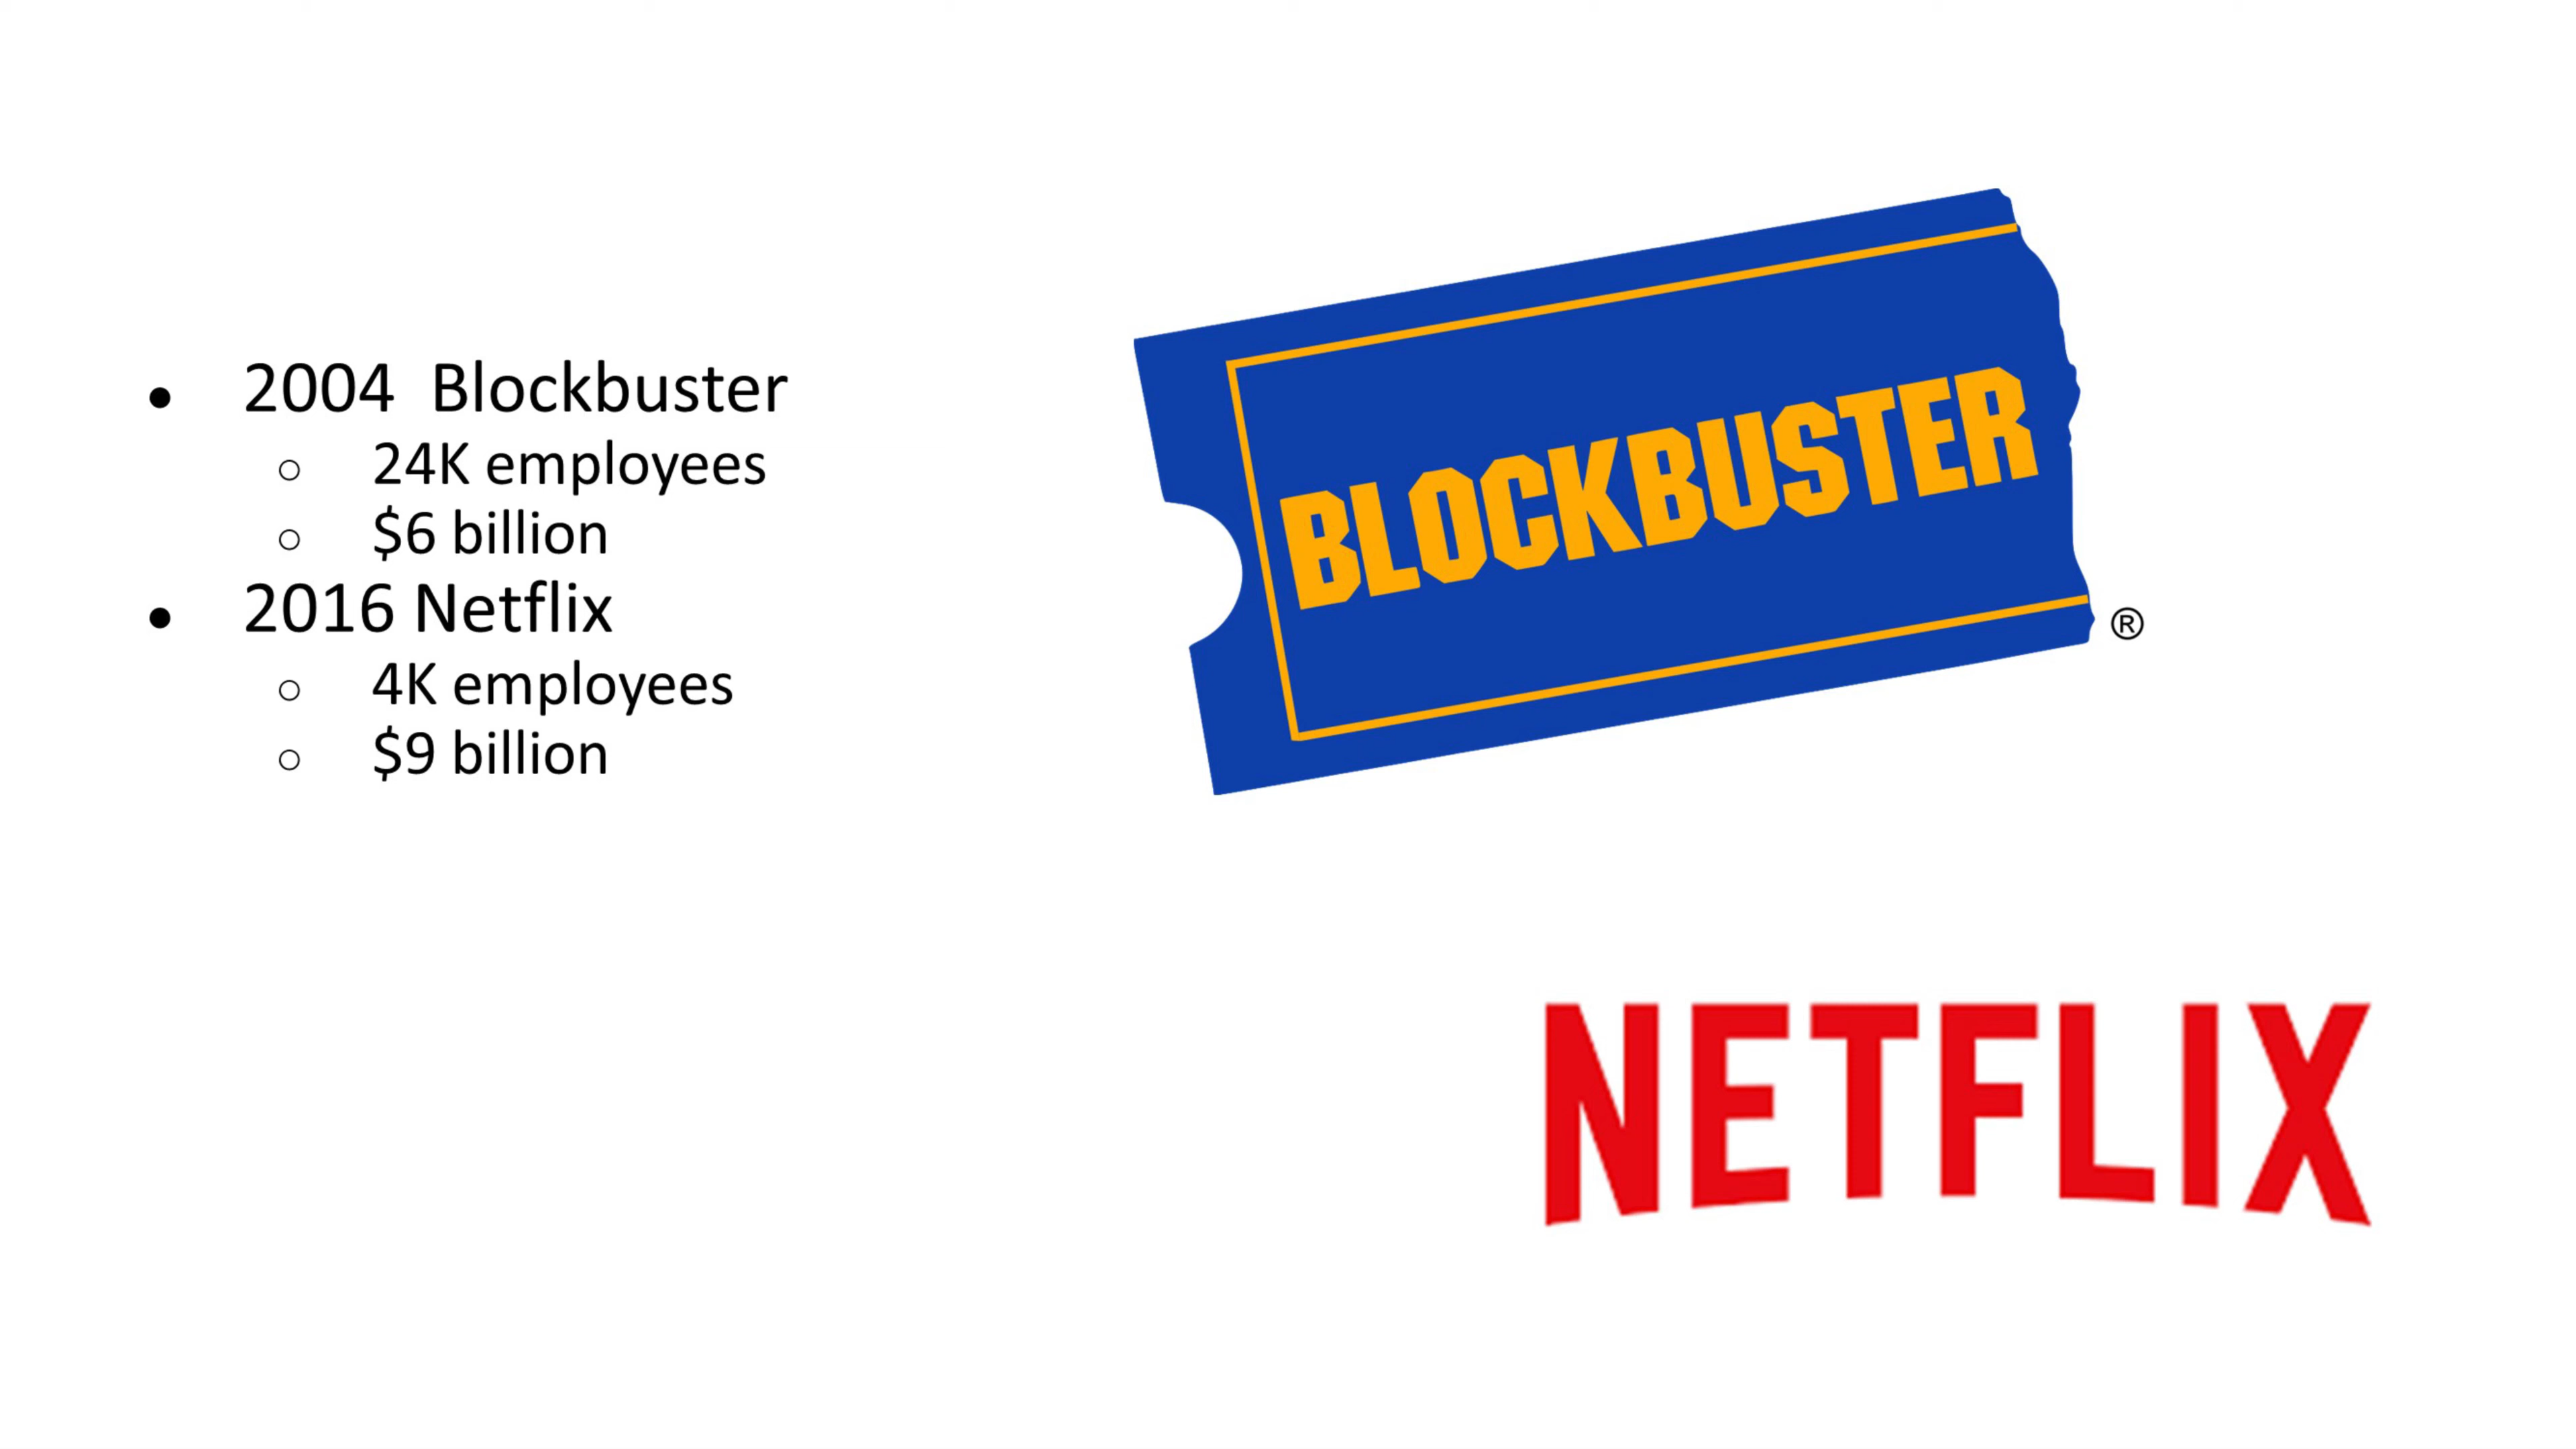 • 2004 Blockbuster
○ 24K employees
○ $6 billion
• 2016 Netflix
○ 4K employees
○ $9 billion
BLOCKBUSTER
®
NETFLIX